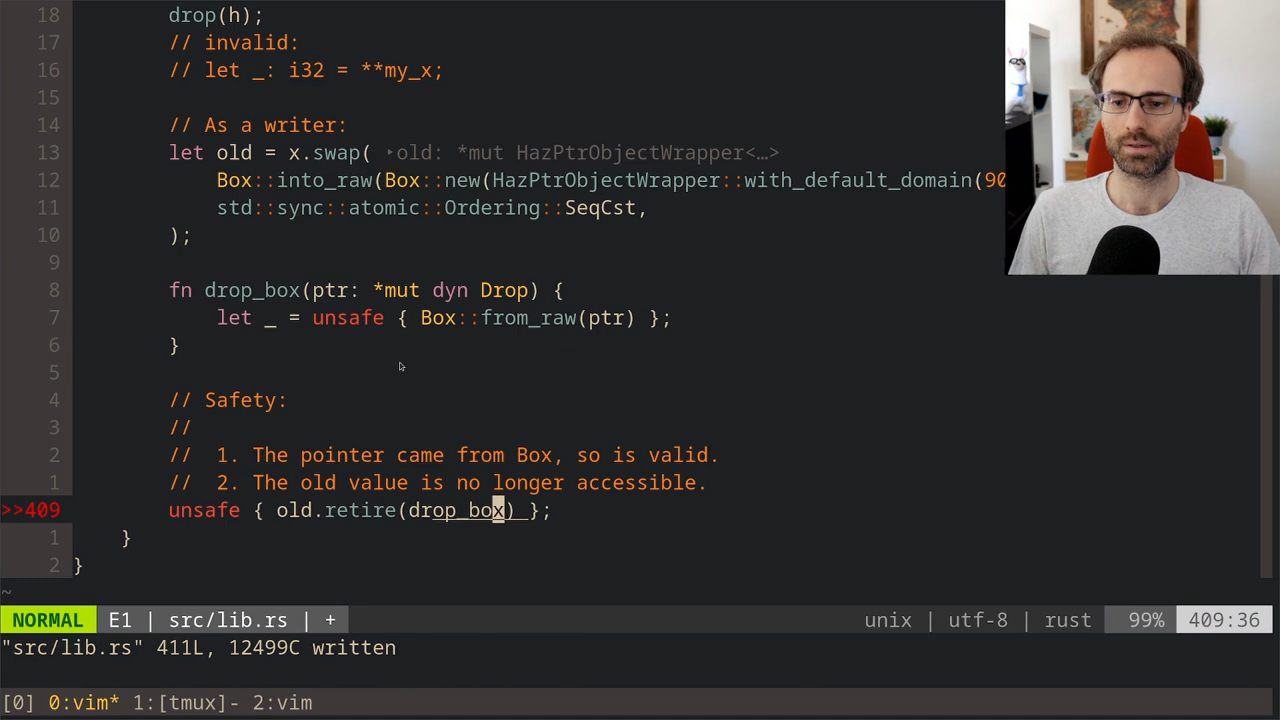 18 drop(h);
17 // invalid:
16 // let _: i32 = **my_x;
15
14 // As a writer:
13 let old = x.swap( ‣old: *mut HazPtrObjectWrapper<…>
12 Box::into_raw(Box::new(HazPtrObjectWrapper::with_default_domain(90
11 std::sync::atomic::Ordering::SeqCst,
10 );
9
8 fn drop_box(ptr: *mut dyn Drop) {
7 let _ = unsafe { Box::from_raw(ptr) };
6 }
5
4 // Safety:
3 //
2 // 1. The pointer came from Box, so is valid.
1 // 2. The old value is no longer accessible.
>>409 unsafe { old.retire(drop_box) };
1 }
2 }
~
NORMAL E1 | src/lib.rs | + unix | utf-8 | rust 99% 409:36
"src/lib.rs" 411L, 12499C written
[0] 0:vim* 1:[tmux]- 2:vim